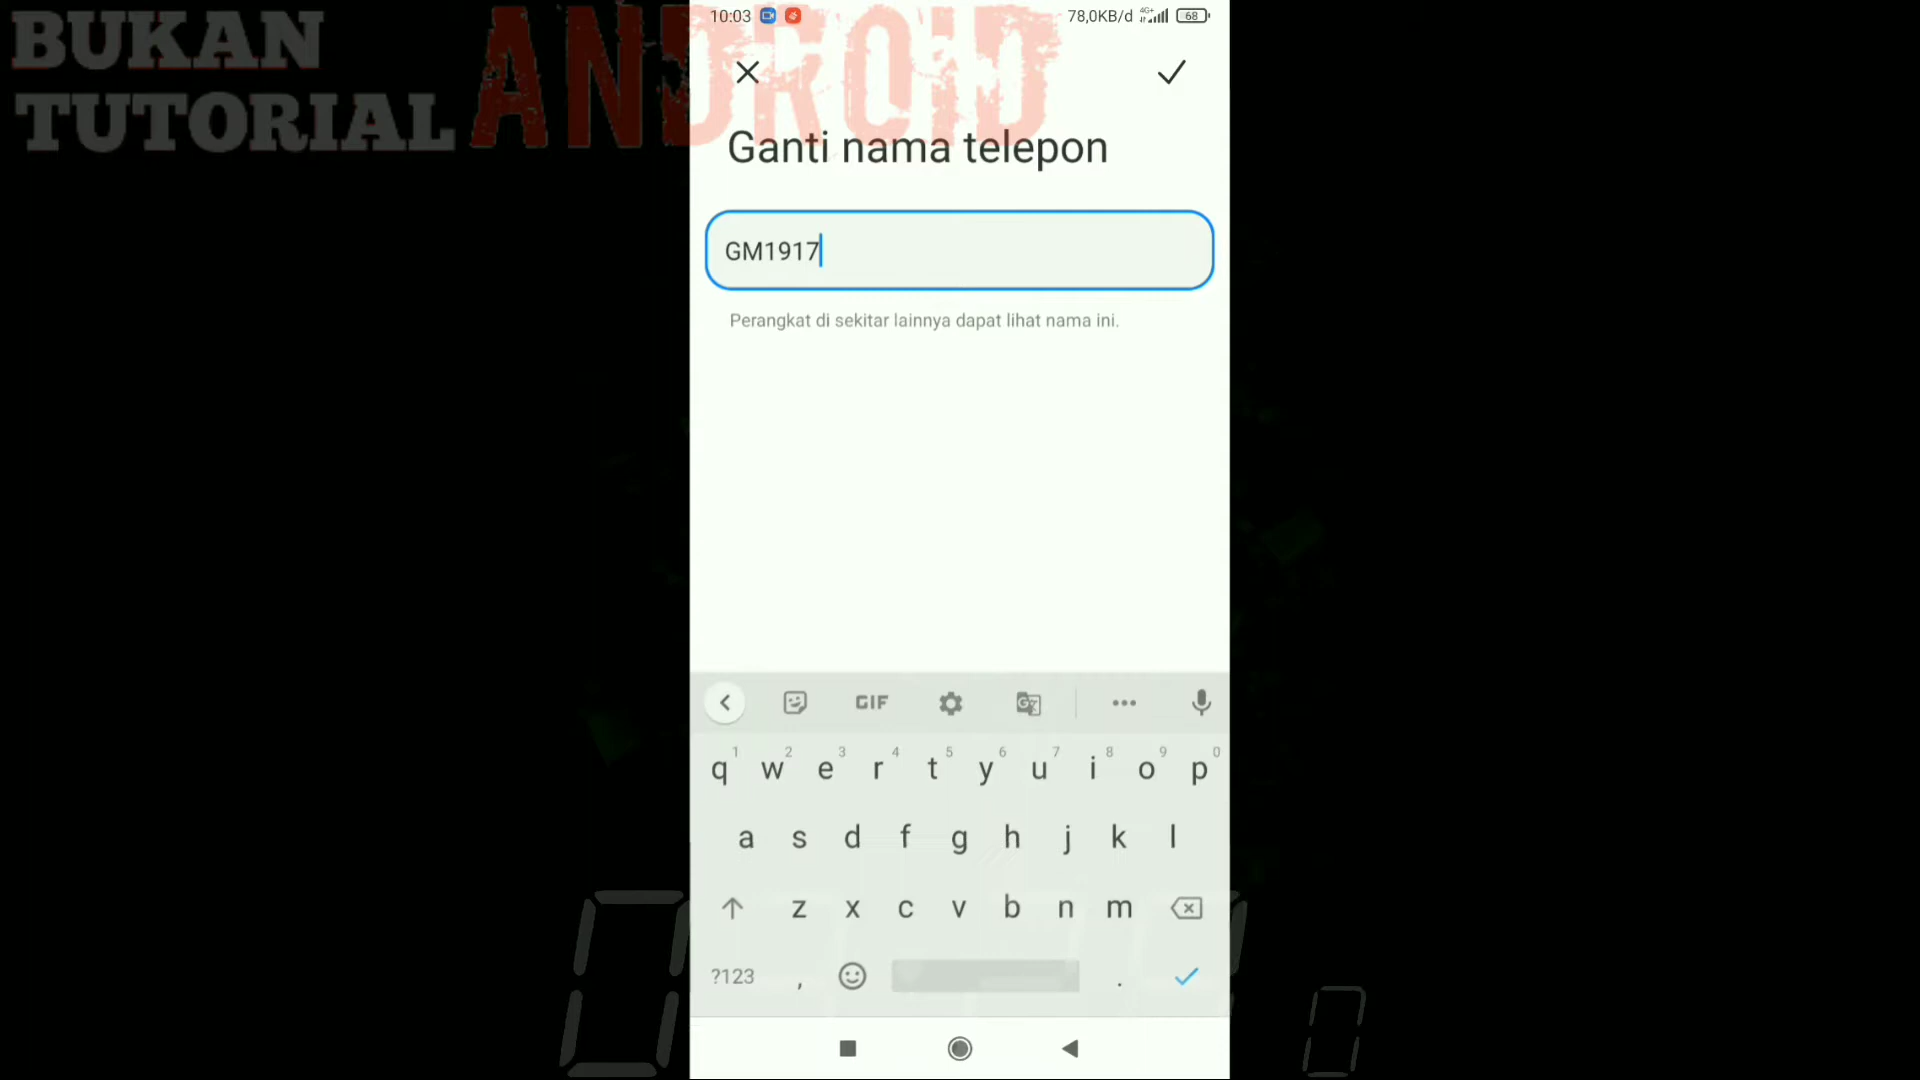 BUKAN
TUTORIAL ANDROID
10:03
78,0KB/d 4G+ 68
Ganti nama telepon
GM1917
Perangkat di sekitar lainnya dapat lihat nama ini.
GIF
1 2 3 4 5 6 7 8 9 0
q w e r t y u i o p
a s d f g h j k l
z x c v b n m
?123 , .